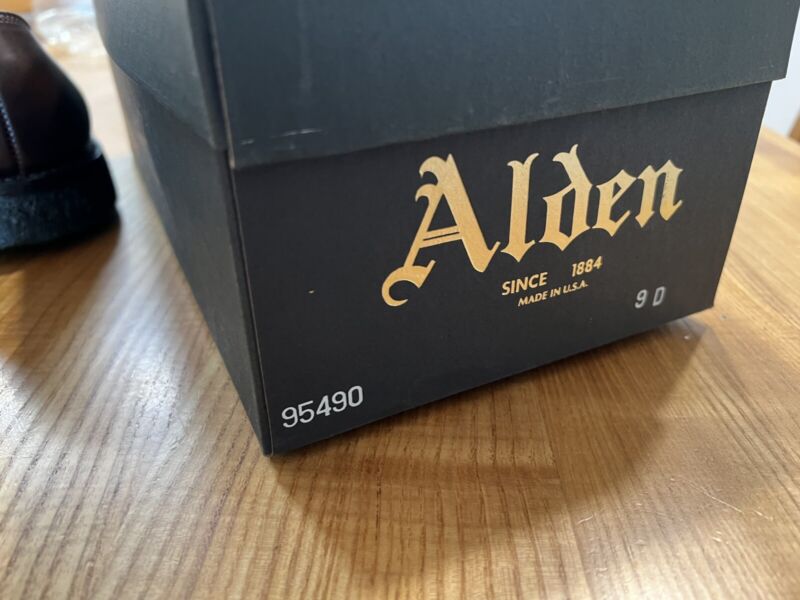 Alden
SINCE 1884
MADE IN U.S.A.
9 D
95490